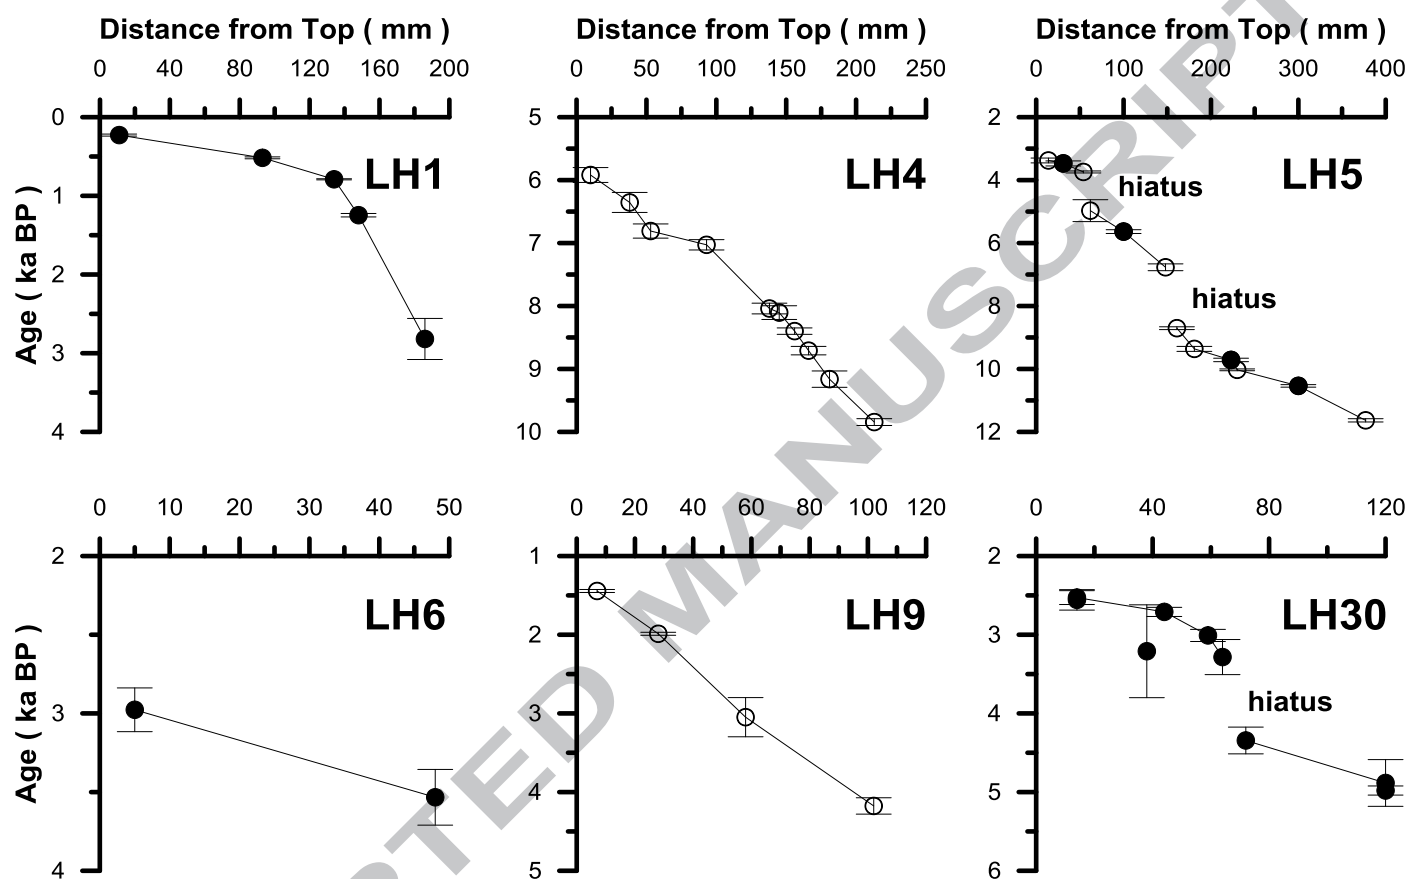 Distance from Top ( mm ) Distance from Top ( mm ) Distance from Top ( mm )
0 40 80 120 160 200 0 50 100 150 200 250 0 100 200 300 400
0 5 2
LH1 LH4 LH5
1 6 4
hiatus
2 7 6
8 8
hiatus
3 9 10
4 10 12
Age ( ka BP )
0 10 20 30 40 50 0 20 40 60 80 100 120 0 40 80 120
2 1 2
LH6 LH9 LH30
2 3
3 3 4
hiatus
4 5
4 5 6
Age ( ka BP )
TED MANUSCRIPT